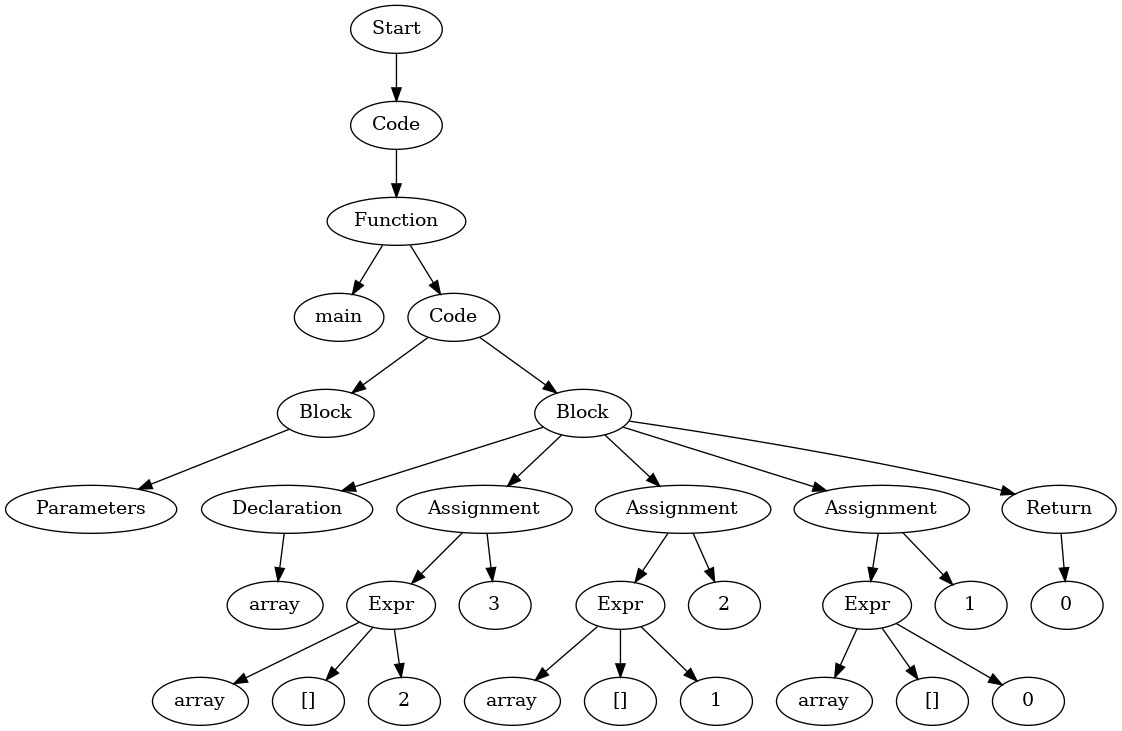 Start
Code
Function
main
Code
Block
Block
Parameters
Declaration
Assignment
Assignment
Assignment
Return
array
Expr
3
Expr
2
Expr
1
0
array
[]
2
array
[]
1
array
[]
0